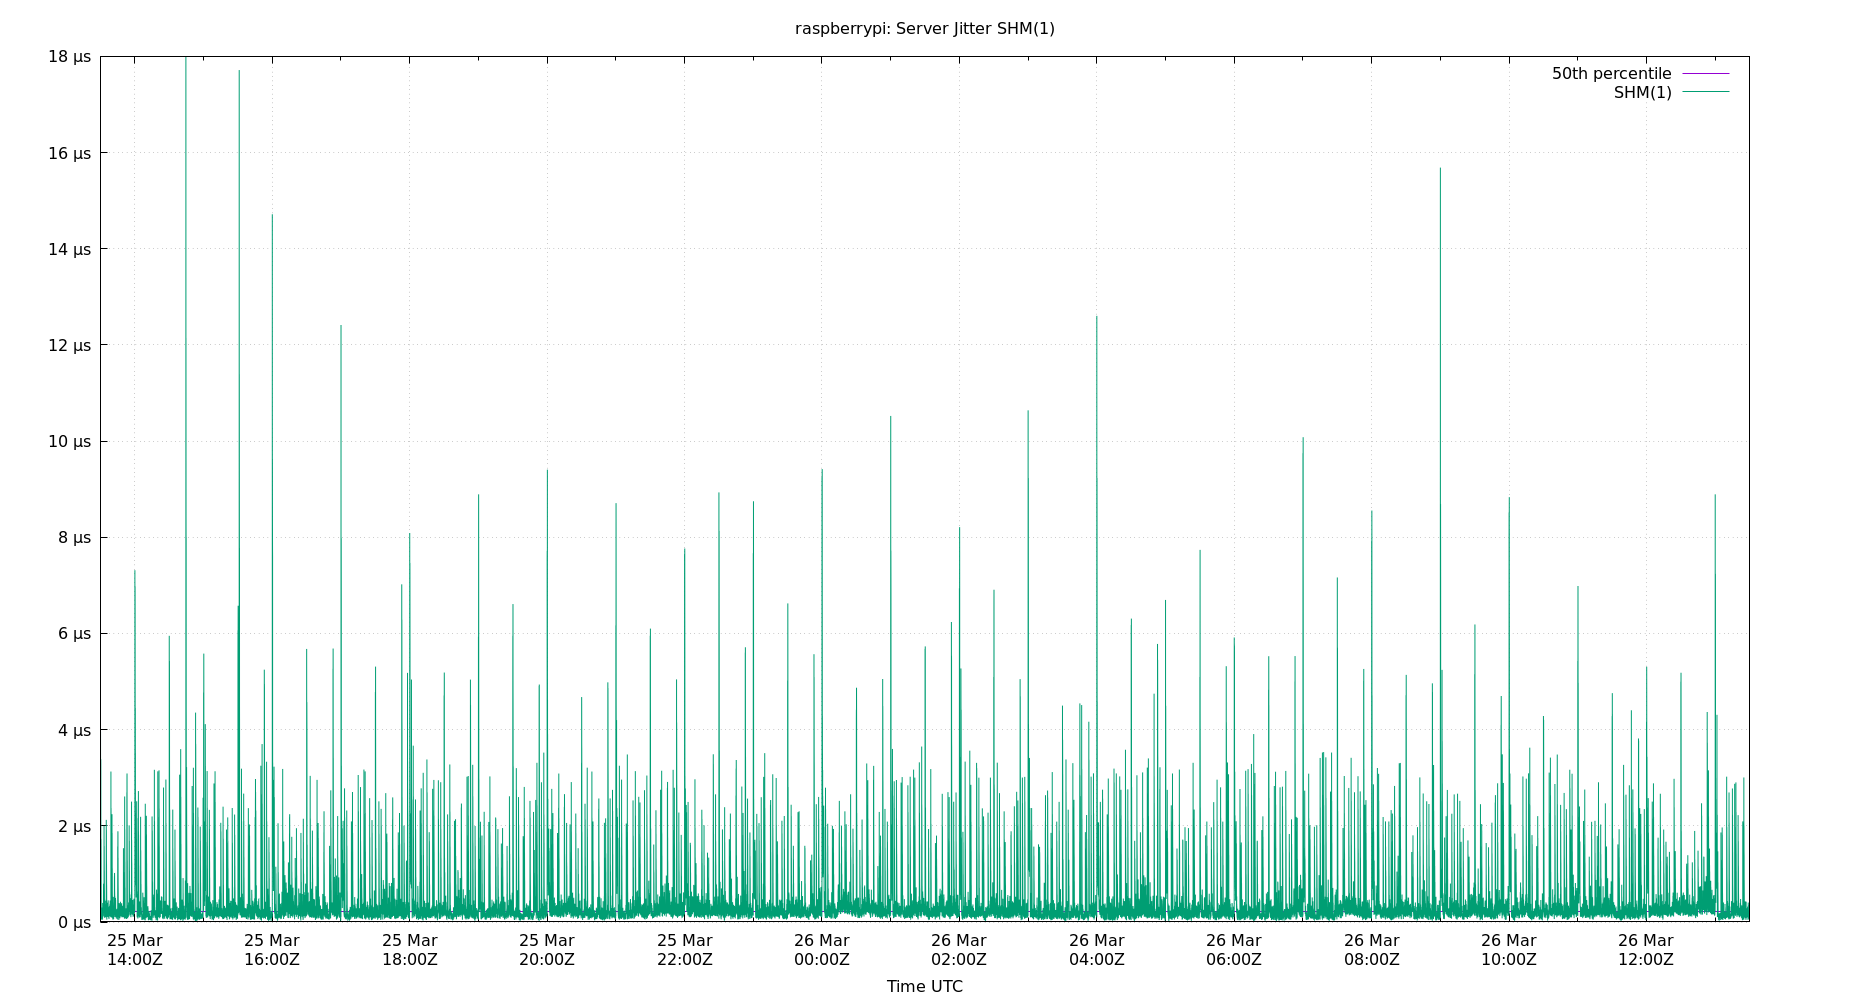 raspberrypi: Server Jitter SHM(1)
18 µs
16 µs
14 µs
12 µs
10 µs
8 µs
6 µs
4 µs
2 µs
0 µs
50th percentile
SHM(1)
25 Mar 25 Mar 25 Mar 25 Mar 25 Mar 26 Mar 26 Mar 26 Mar 26 Mar 26 Mar 26 Mar 26 Mar
14:00Z 16:00Z 18:00Z 20:00Z 22:00Z 00:00Z 02:00Z 04:00Z 06:00Z 08:00Z 10:00Z 12:00Z
Time UTC